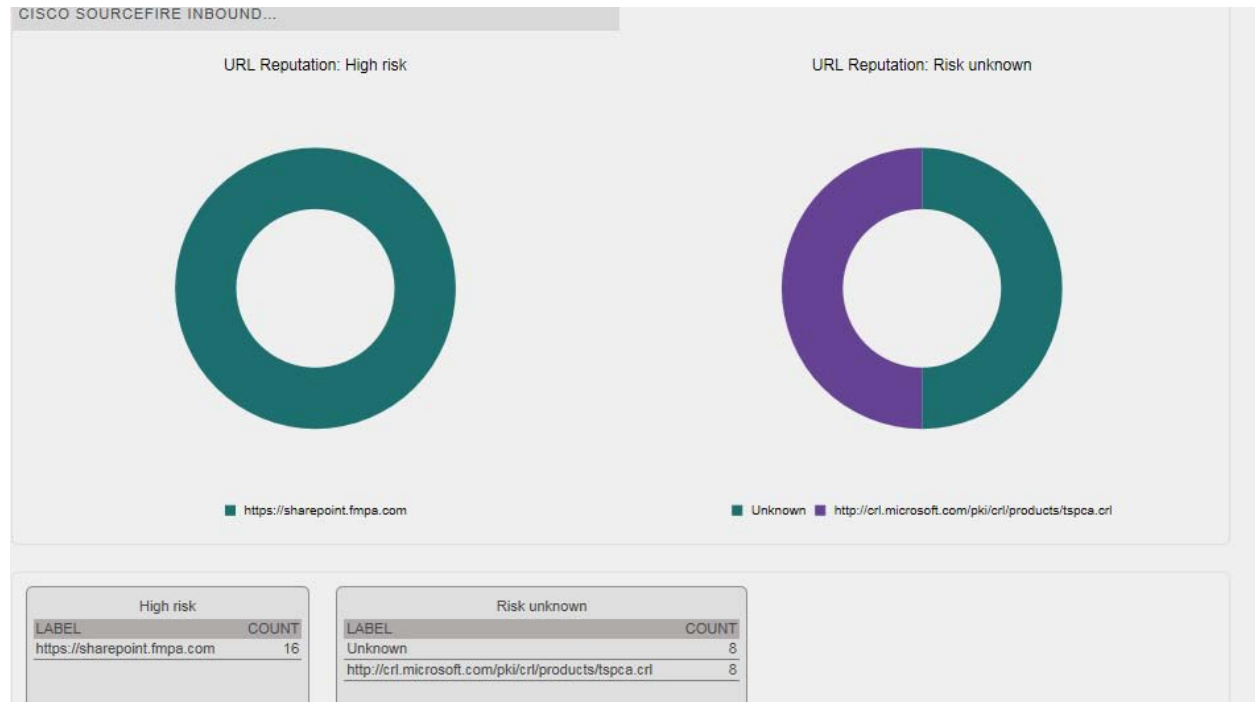 CISCO SOURCEFIRE INBOUND...
URL Reputation: High risk
URL Reputation: Risk unknown
https://sharepoint.fmpa.com
Unknown http://crl.microsoft.com/pki/crl/products/tspca.crl
High risk
LABEL COUNT
https://sharepoint.fmpa.com 16
Risk unknown
LABEL COUNT
Unknown 8
http://crl.microsoft.com/pki/crl/products/tspca.crl 8